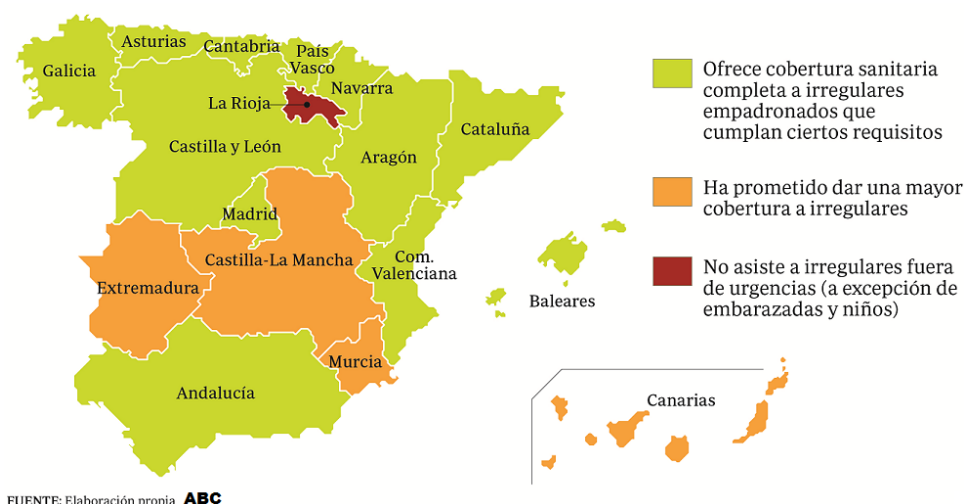 Asturias
Cantabria
País
Vasco
Galicia
Navarra
La Rioja
Cataluña
Castilla y León
Aragón
Madrid
Castilla-La Mancha
Com.
Valenciana
Extremadura
Baleares
Murcia
Andalucía
Canarias
Ofrece cobertura sanitaria
completa a irregulares
empadronados que
cumplan ciertos requisitos
Ha prometido dar una mayor
cobertura a irregulares
No asiste a irregulares fuera
de urgencias (a excepción de
embarazadas y niños)
FUENTE: Elaboración propia ABC